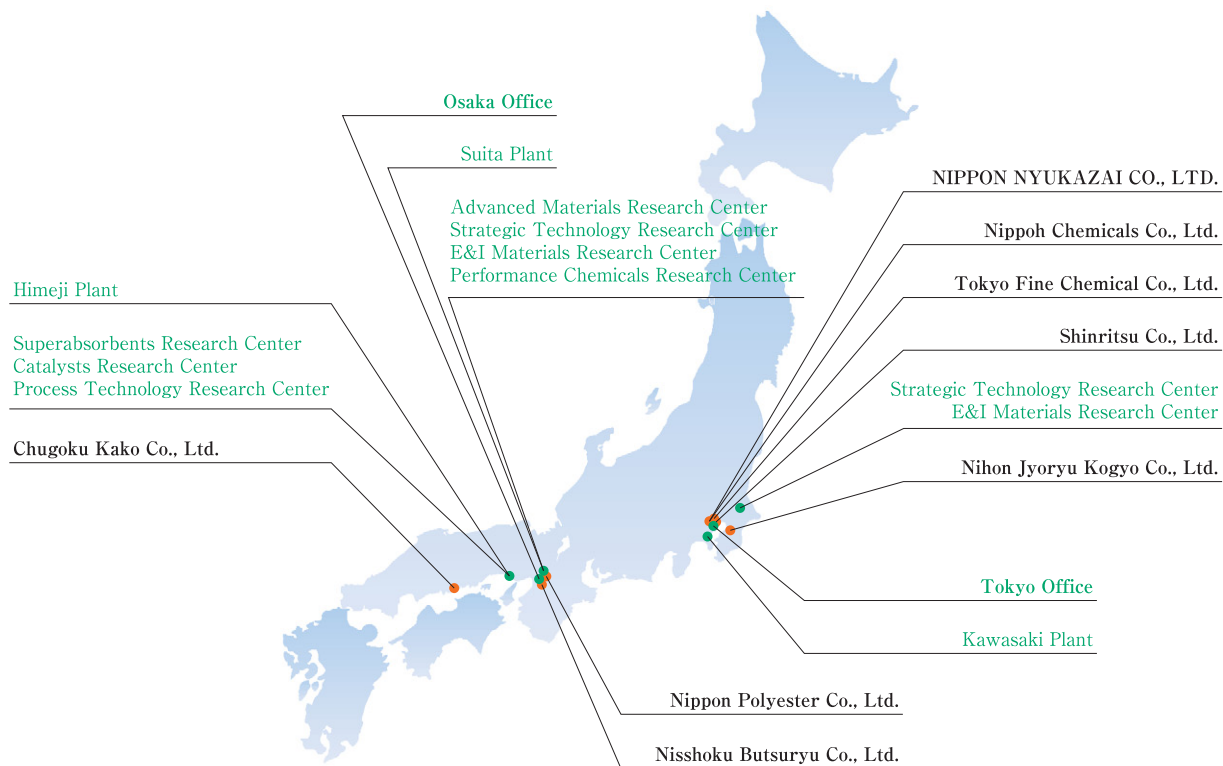 Osaka Office
Suita Plant
Advanced Materials Research Center
Strategic Technology Research Center
E&I Materials Research Center
Performance Chemicals Research Center
Himeji Plant
Superabsorbents Research Center
Catalysts Research Center
Process Technology Research Center
Chugoku Kako Co., Ltd.
NIPPON NYUKAZAI CO., LTD.
Nippoh Chemicals Co., Ltd.
Tokyo Fine Chemical Co., Ltd.
Shinritsu Co., Ltd.
Strategic Technology Research Center
E&I Materials Research Center
Nihon Jyoryu Kogyo Co., Ltd.
Tokyo Office
Kawasaki Plant
Nippon Polyester Co., Ltd.
Nisshoku Butsuryu Co., Ltd.